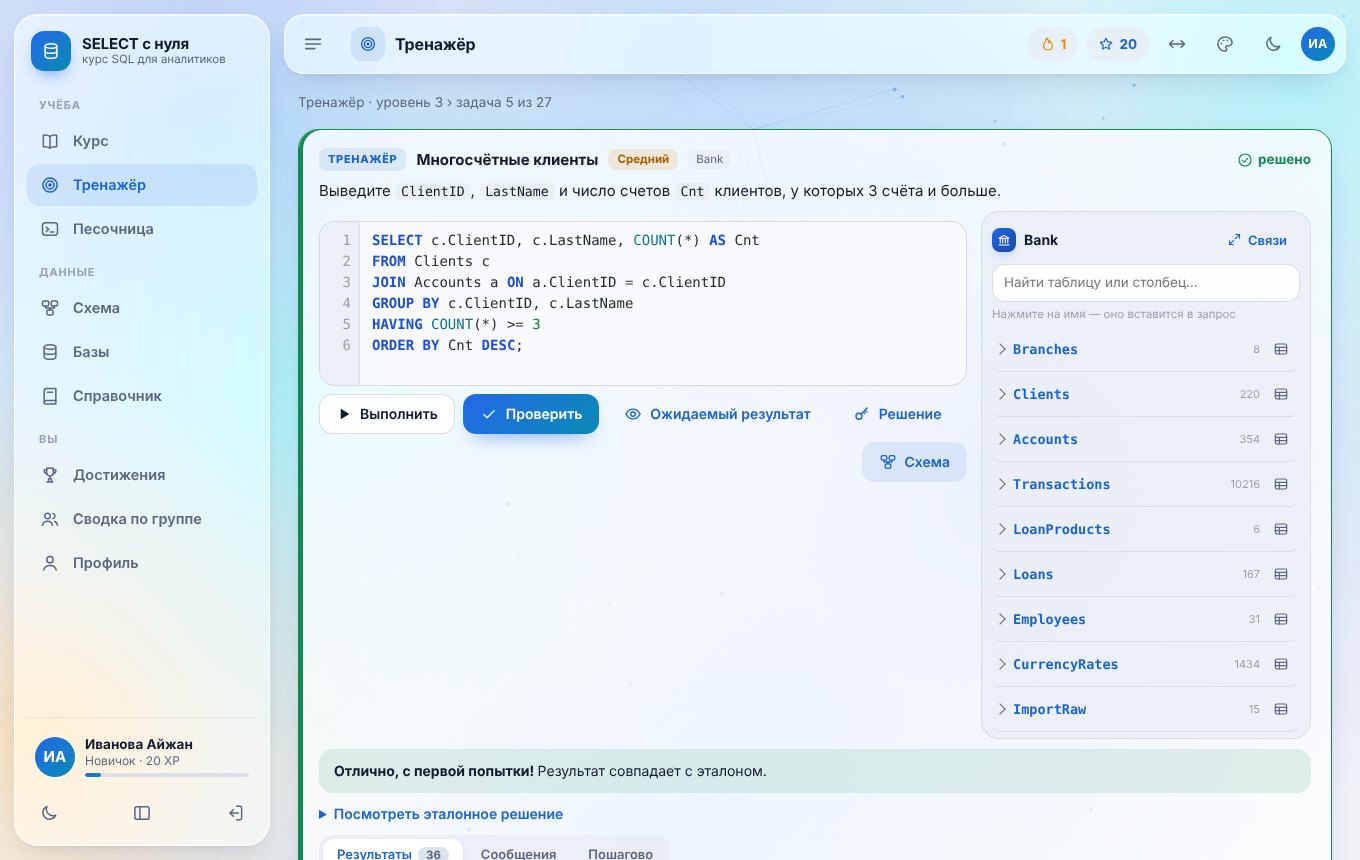 SELECT с нуля
курс SQL для аналитиков
УЧЁБА
Курс
Тренажёр
Песочница
ДАННЫЕ
Схема
Базы
Справочник
ВЫ
Достижения
Сводка по группе
Профиль
ИА
Иванова Айжан
Новичок · 20 XP
Тренажёр
1
20
ИА
Тренажёр · уровень 3 › задача 5 из 27
ТРЕНАЖЁР Многосчётные клиенты Средний Bank
решено
Выведите ClientID, LastName и число счетов Cnt клиентов, у которых 3 счёта и больше.
1 SELECT c.ClientID, c.LastName, COUNT(*) AS Cnt
2 FROM Clients c
3 JOIN Accounts a ON a.ClientID = c.ClientID
4 GROUP BY c.ClientID, c.LastName
5 HAVING COUNT(*) >= 3
6 ORDER BY Cnt DESC;
Выполнить Проверить Ожидаемый результат Решение
Схема
Bank Связи
Найти таблицу или столбец...
Нажмите на имя — оно вставится в запрос
Branches 8
Clients 220
Accounts 354
Transactions 10216
LoanProducts 6
Loans 167
Employees 31
CurrencyRates 1434
ImportRaw 15
Отлично, с первой попытки! Результат совпадает с эталоном.
Посмотреть эталонное решение
Результаты 36 Сообщения Пошагово